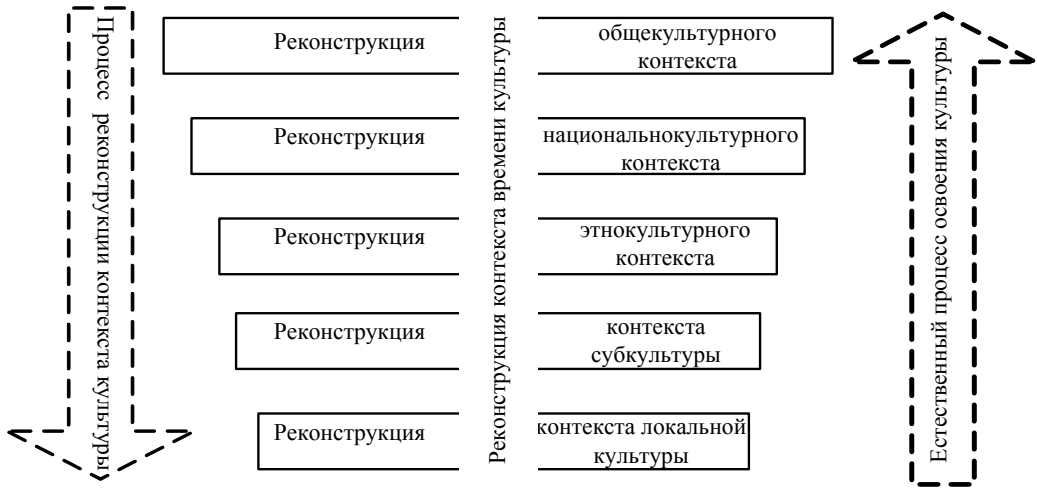 Процесс реконструкции контекста культуры
Реконструкция
общекультурного
контекста
Реконструкция
национальнокультурного
контекста
Реконструкция
этнокультурного
контекста
Реконструкция
контекста
субкультуры
Реконструкция
контекста локальной
культуры
Реконструкция контекста времени культуры
Естественный процесс освоения культуры